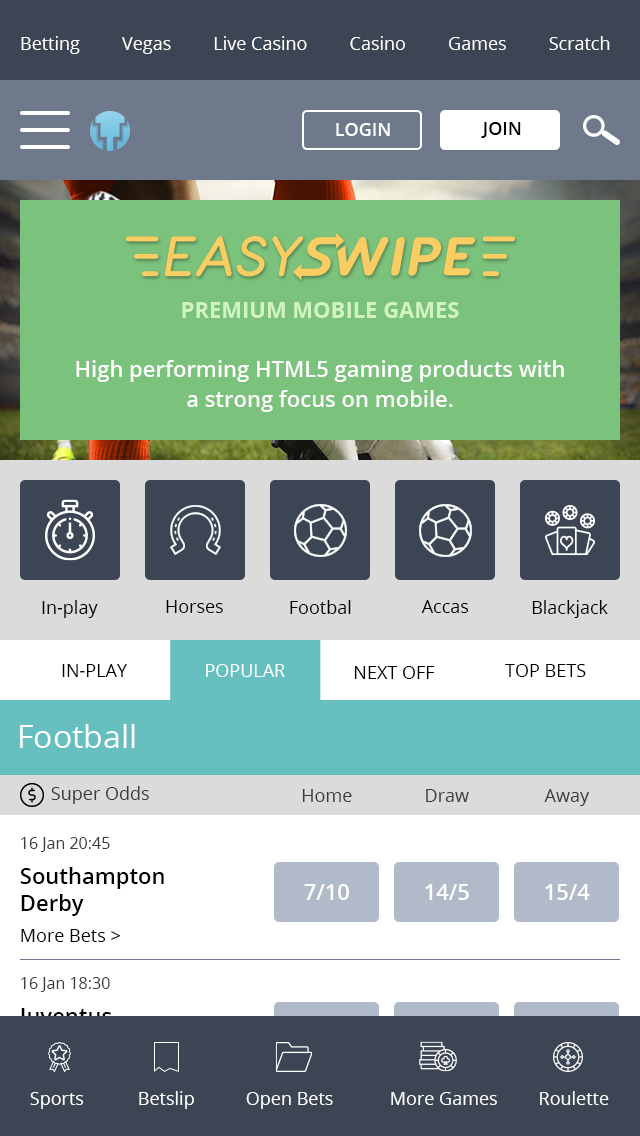 Betting Vegas Live Casino Casino Games Scratch
LOGIN JOIN
EASYSWIPE
PREMIUM MOBILE GAMES
High performing HTML5 gaming products with
a strong focus on mobile.
In-play Horses Footbal Accas Blackjack
IN-PLAY POPULAR NEXT OFF TOP BETS
Football
Super Odds Home Draw Away
16 Jan 20:45
Southampton
Derby
7/10 14/5 15/4
More Bets >
16 Jan 18:30
Juventus
Sports Betslip Open Bets More Games Roulette